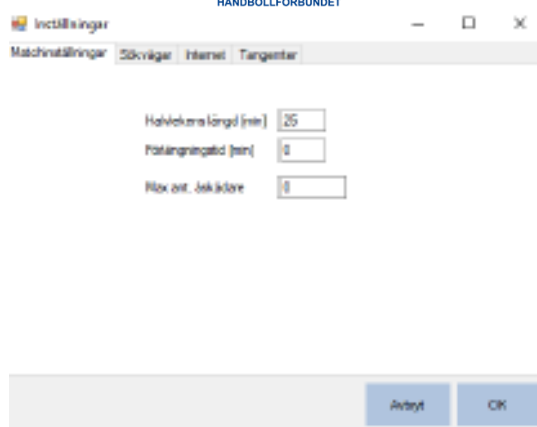 HANDBOLLFÖRBUNDET
Inställningar
Matchinställningar Sökvägar Internet Tangenter
Halvlekens längd (min) 25
Förlängningstid (min) 0
Max ant. åskådare 0
Avbryt OK